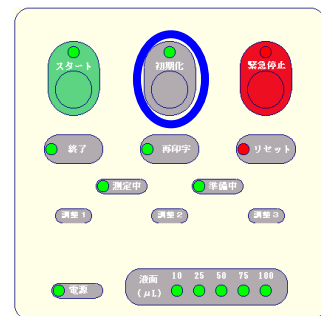 スタート 初期化 緊急停止
終了 再印字 リセット
測定中 準備中
調整1 調整2 調整3
電源 液面 10 25 50 75 100
(μL)